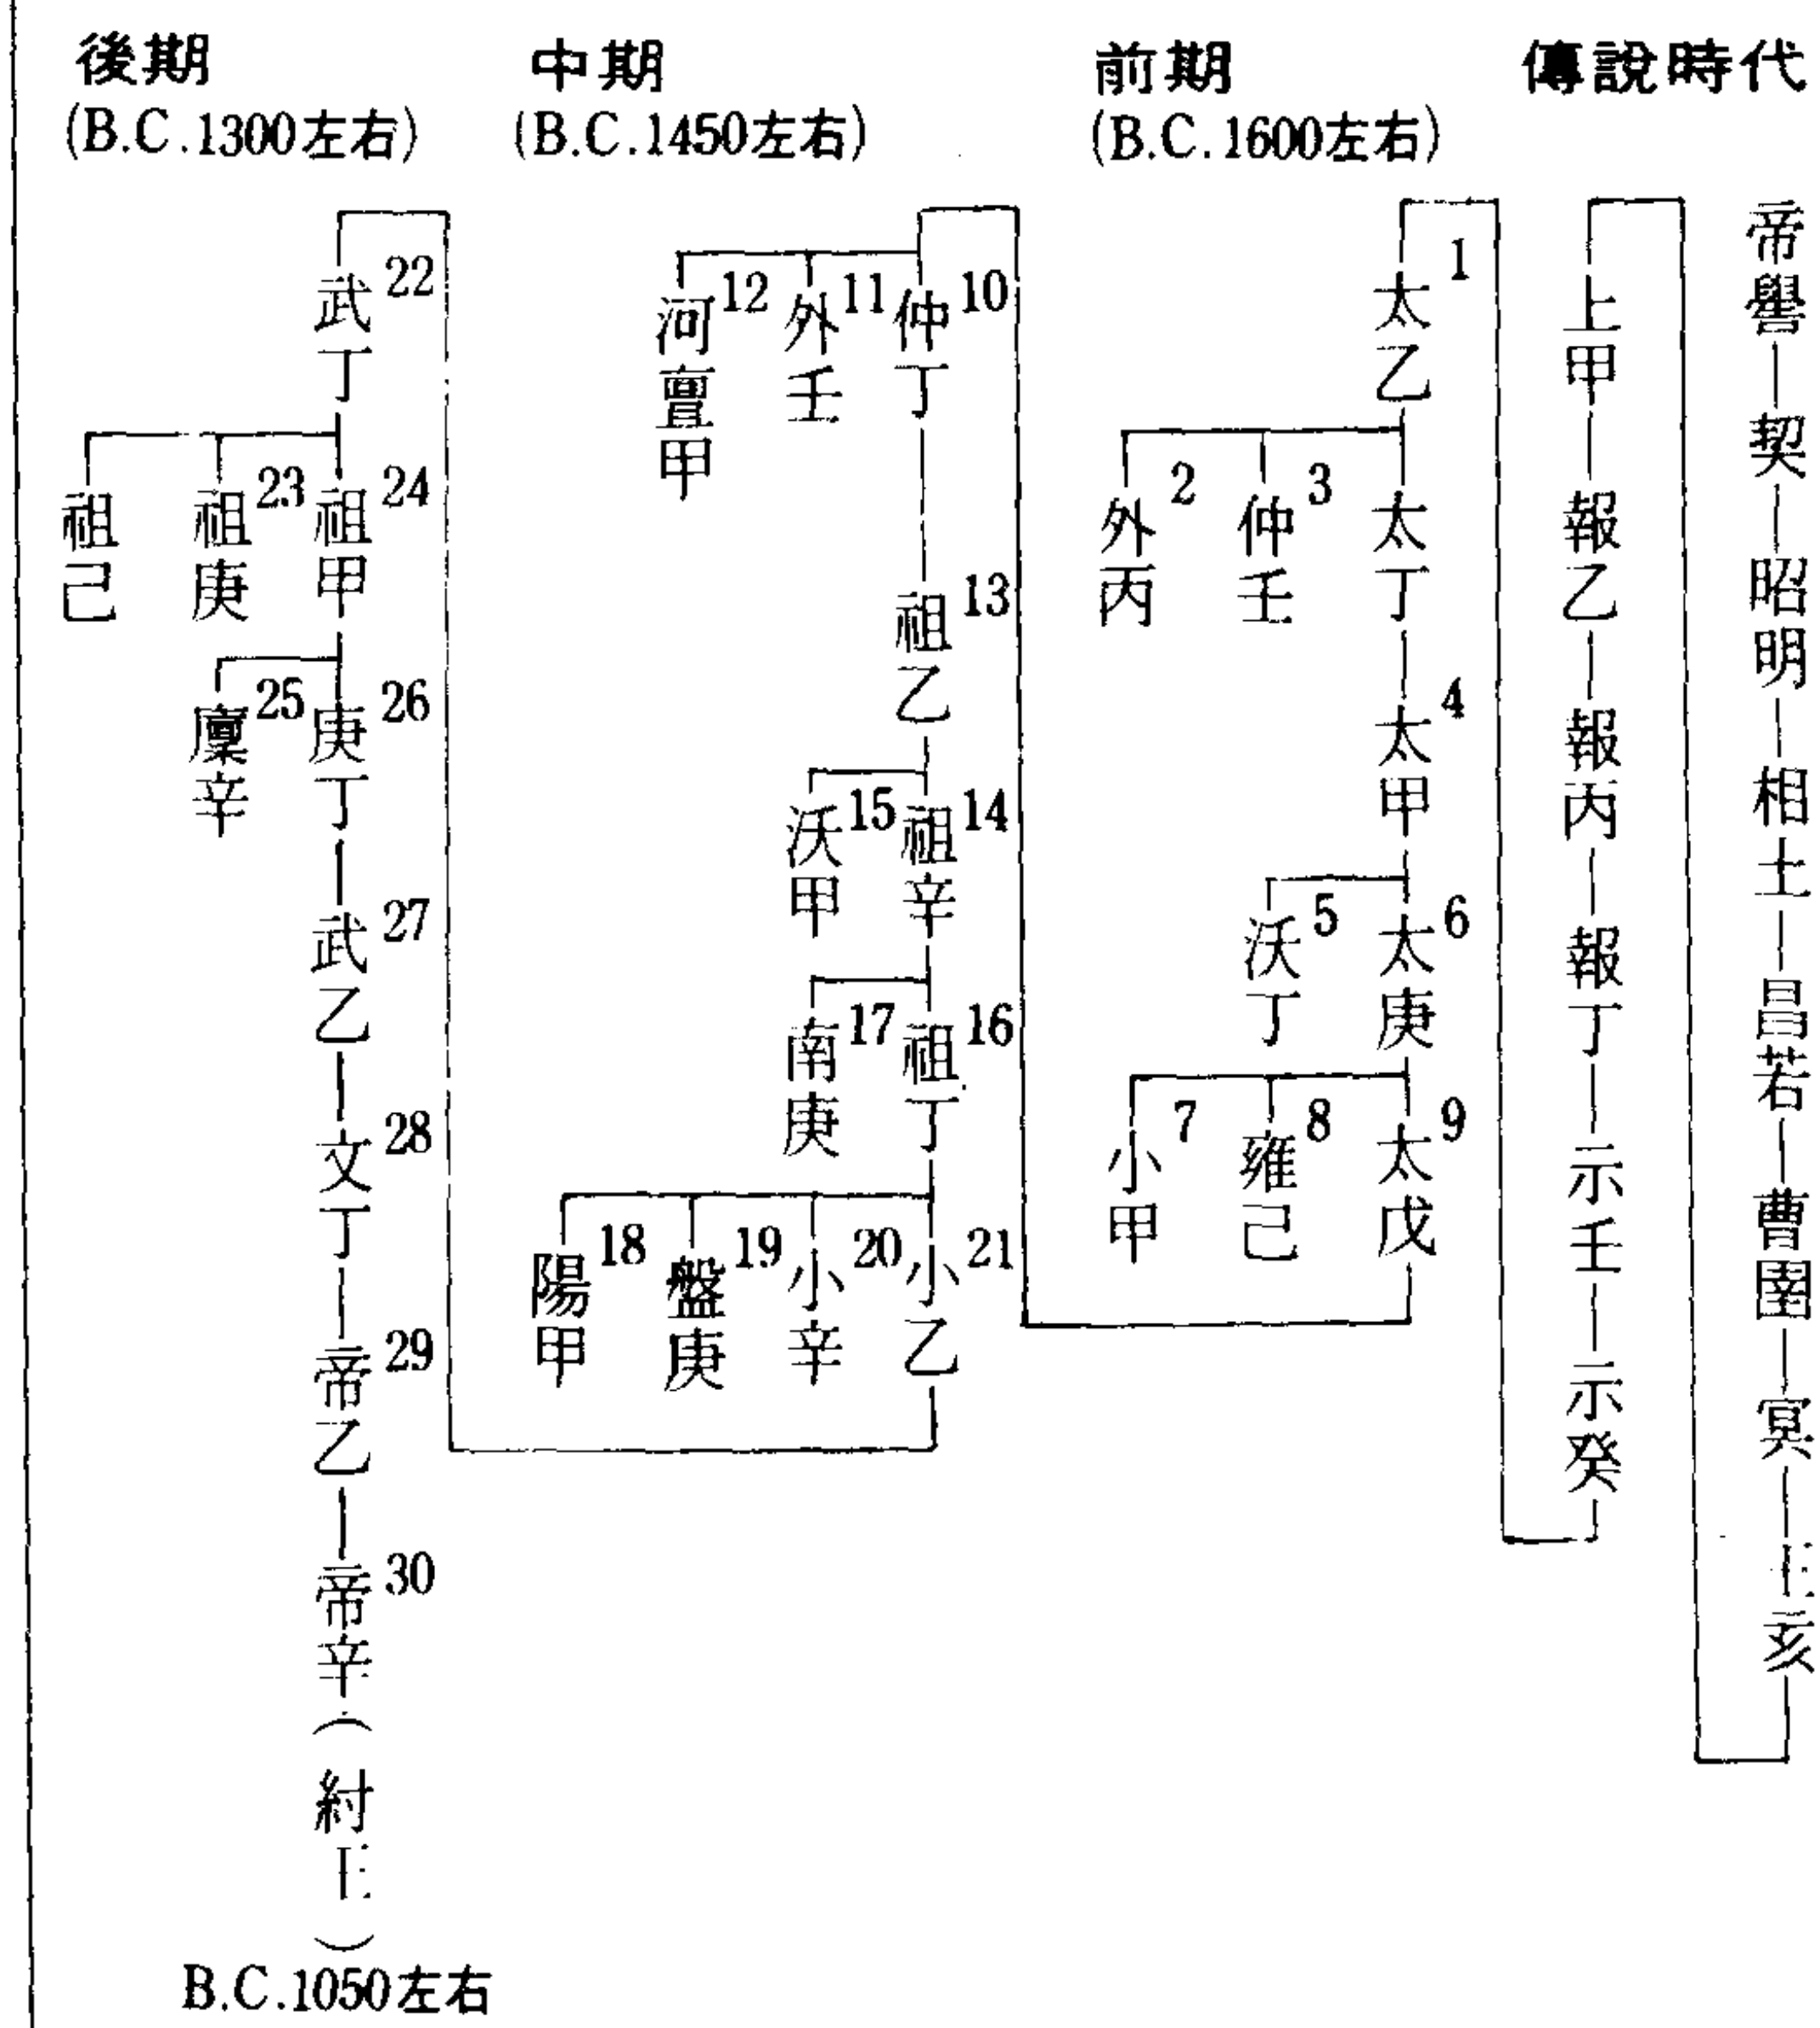 傳說時代
帝嚳—契—昭明—相土—昌若—曹圉—冥—王亥
上甲—報乙—報丙—報丁—示壬—示癸
前期
(B.C.1600左右)
1 太乙
太丁
3 仲壬
2 外丙
4 太甲
6 太庚
5 沃丁
9 太戊
8 雍己
7 小甲
中期
(B.C.1450左右)
10 仲丁
11 外壬
12 河亶甲
13 祖乙
14 祖辛
15 沃甲
16 祖丁
17 南庚
21 小乙
20 小辛
19 盤庚
18 陽甲
後期
(B.C.1300左右)
22 武丁
24 祖甲
23 祖庚
祖己
26 庚丁
25 廩辛
27 武乙
28 文丁
29 帝乙
30 帝辛(紂王)
B.C.1050左右